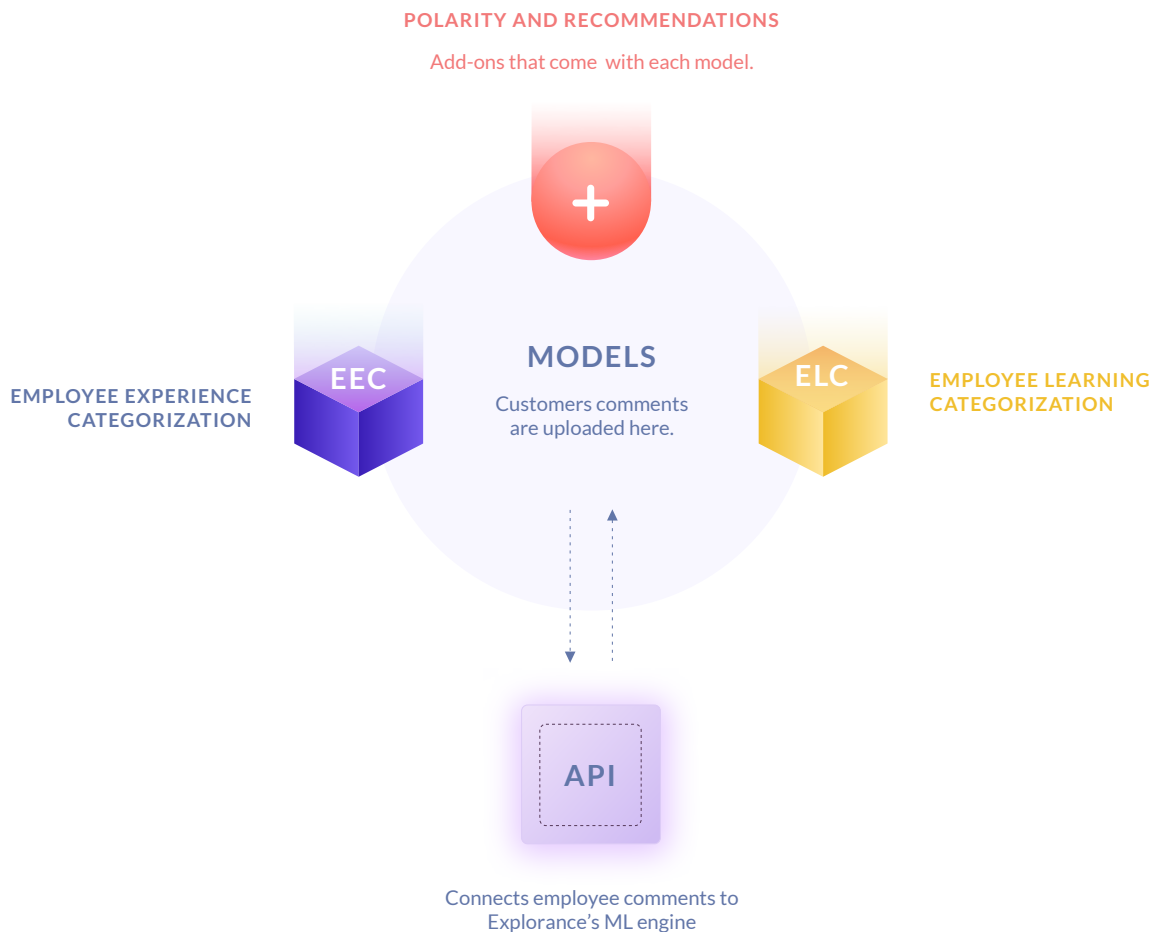 POLARITY AND RECOMMENDATIONS
Add-ons that come with each model.
EEC
EMPLOYEE EXPERIENCE
CATEGORIZATION
MODELS
Customers comments
are uploaded here.
ELC
EMPLOYEE LEARNING
CATEGORIZATION
API
Connects employee comments to
Explorance’s ML engine